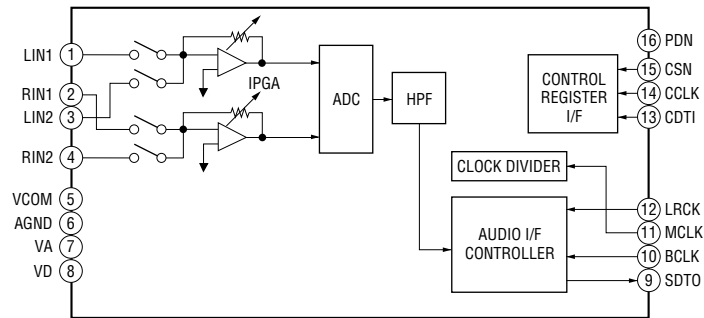 LIN1 1
RIN1 2
LIN2 3
RIN2 4
VCOM 5
AGND 6
VA 7
VD 8
IPGA
ADC
HPF
CONTROL
REGISTER
I/F
CLOCK DIVIDER
AUDIO I/F
CONTROLLER
16 PDN
15 CSN
14 CCLK
13 CDTI
12 LRCK
11 MCLK
10 BCLK
9 SDTO